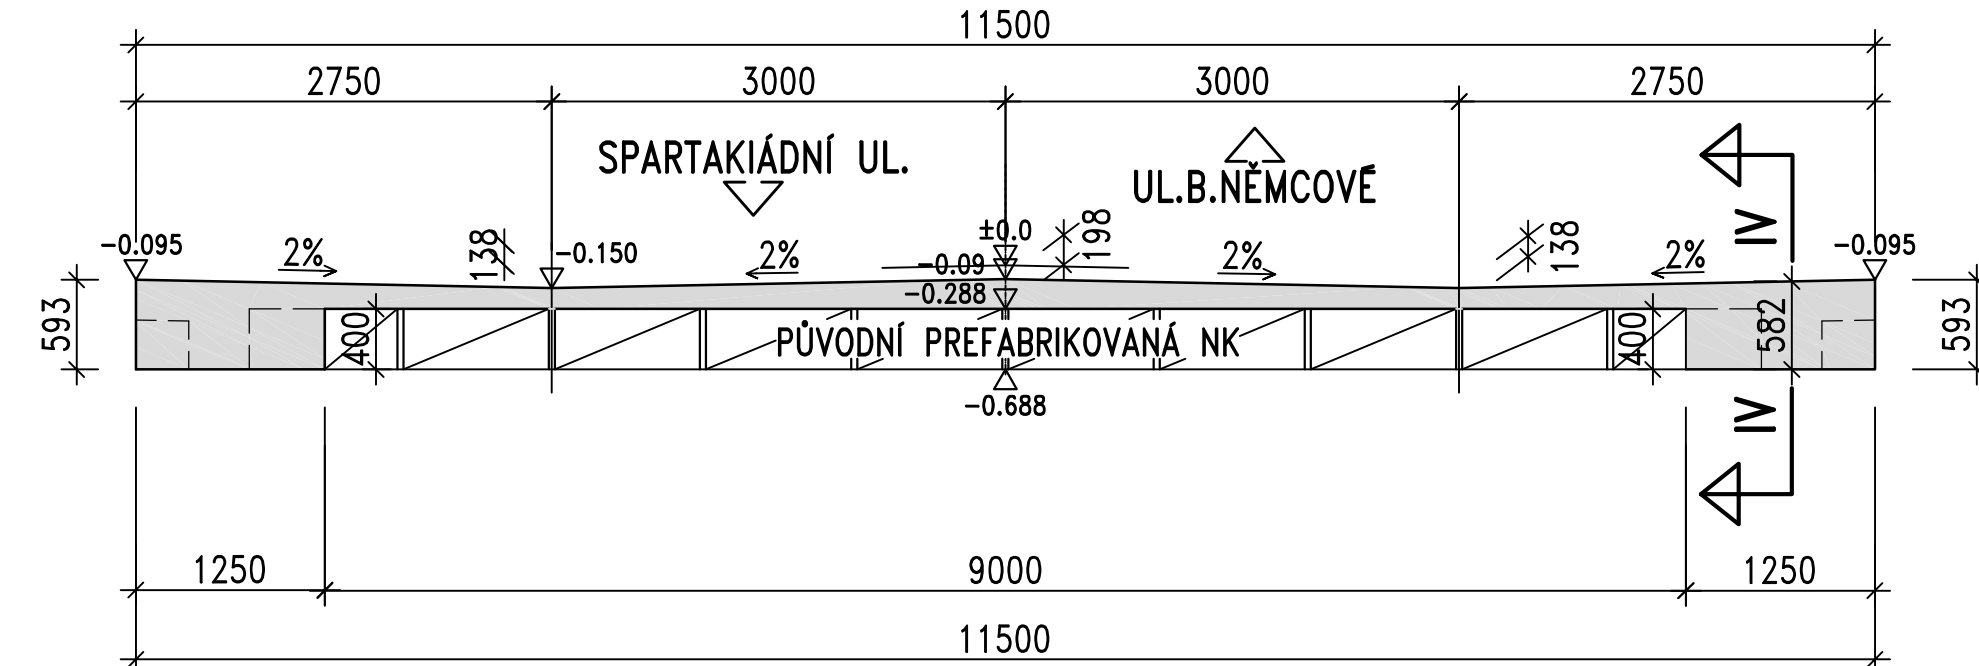 11500
2750 3000 3000 2750
SPARTAKIÁDNÍ UL.
UL.B.NĚMCOVÉ
IV
-0.095 2% 138 -0.150 2% ±0.0 198 2% 138 2% -0.095
-0.09
-0.288
593 400 PŮVODNÍ PREFABRIKOVANÁ NK 400 582 593
-0.688
IV
1250 9000 1250
11500